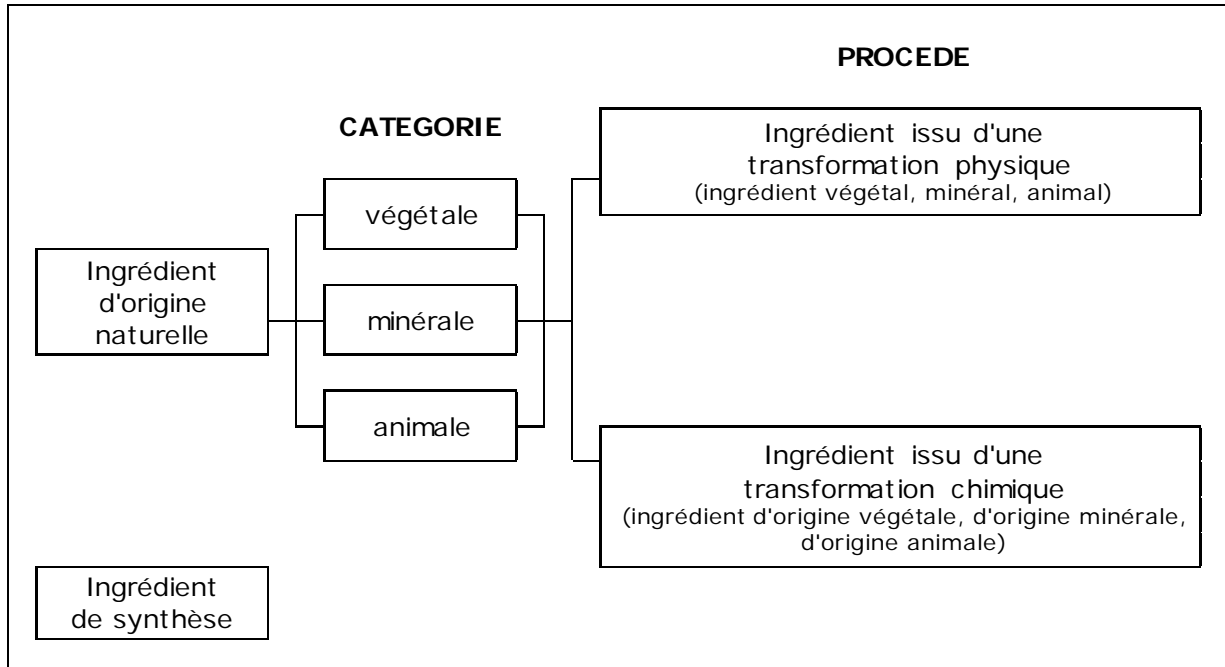 PROCEDE
CATEGORIE
Ingrédient issu d'une
transformation physique
(ingrédient végétal, minéral, animal)
végétale
Ingrédient
d'origine
naturelle
minérale
animale
Ingrédient issu d'une
transformation chimique
(ingrédient d'origine végétale, d'origine minérale,
d'origine animale)
Ingrédient
de synthèse